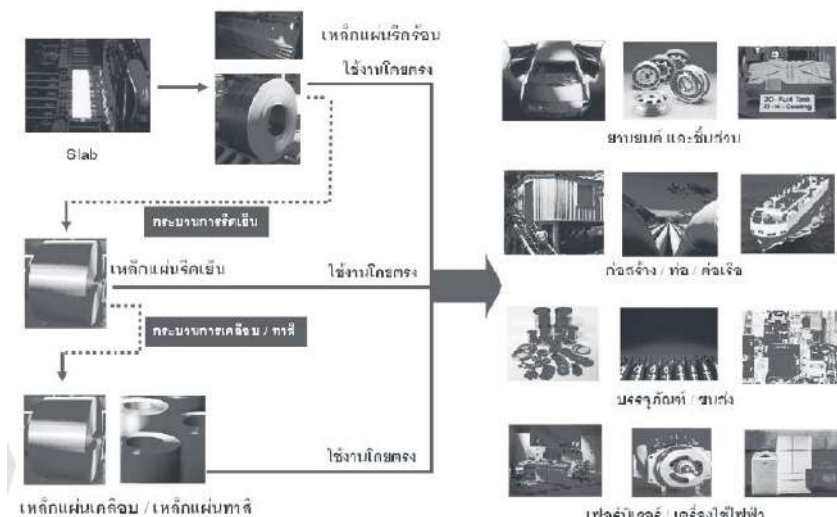 เหล็กแผ่นรีดร้อน
ใช้งานโดยตรง
Slab
กระบวนการรีดเย็น
เหล็กแผ่นรีดเย็น
ใช้งานโดยตรง
กระบวนการเคลือบ / ทาสี
ใช้งานโดยตรง
เหล็กแผ่นเคลือบ / เหล็กแผ่นทาสี
ยานยนต์ และชิ้นส่วน
ก่อสร้าง / ท่อ / ต่อเรือ
บรรจุภัณฑ์ / ขนส่ง
เฟอร์นิเจอร์ / เครื่องใช้ไฟฟ้า